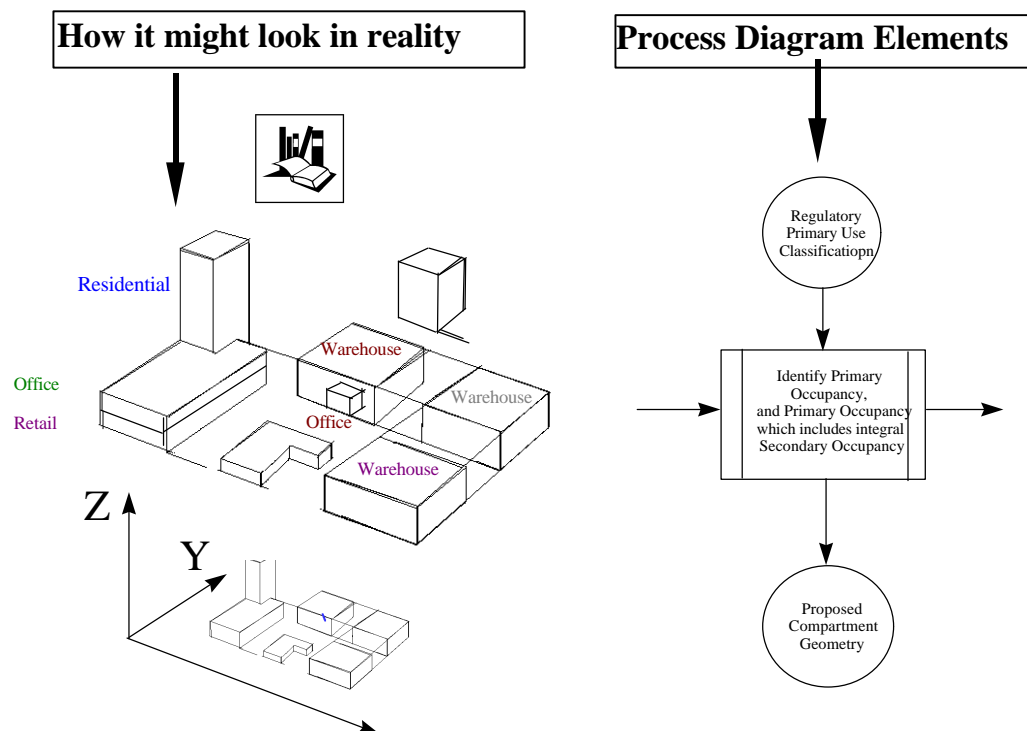 How it might look in reality
Process Diagram Elements
Regulatory
Primary Use
Classificatiopn
Residential
Warehouse
Office
Warehouse
Retail
Office
Warehouse
Identify Primary
Occupancy,
and Primary Occupancy
which includes integral
Secondary Occupancy
Z
Y
Proposed
Compartment
Geometry